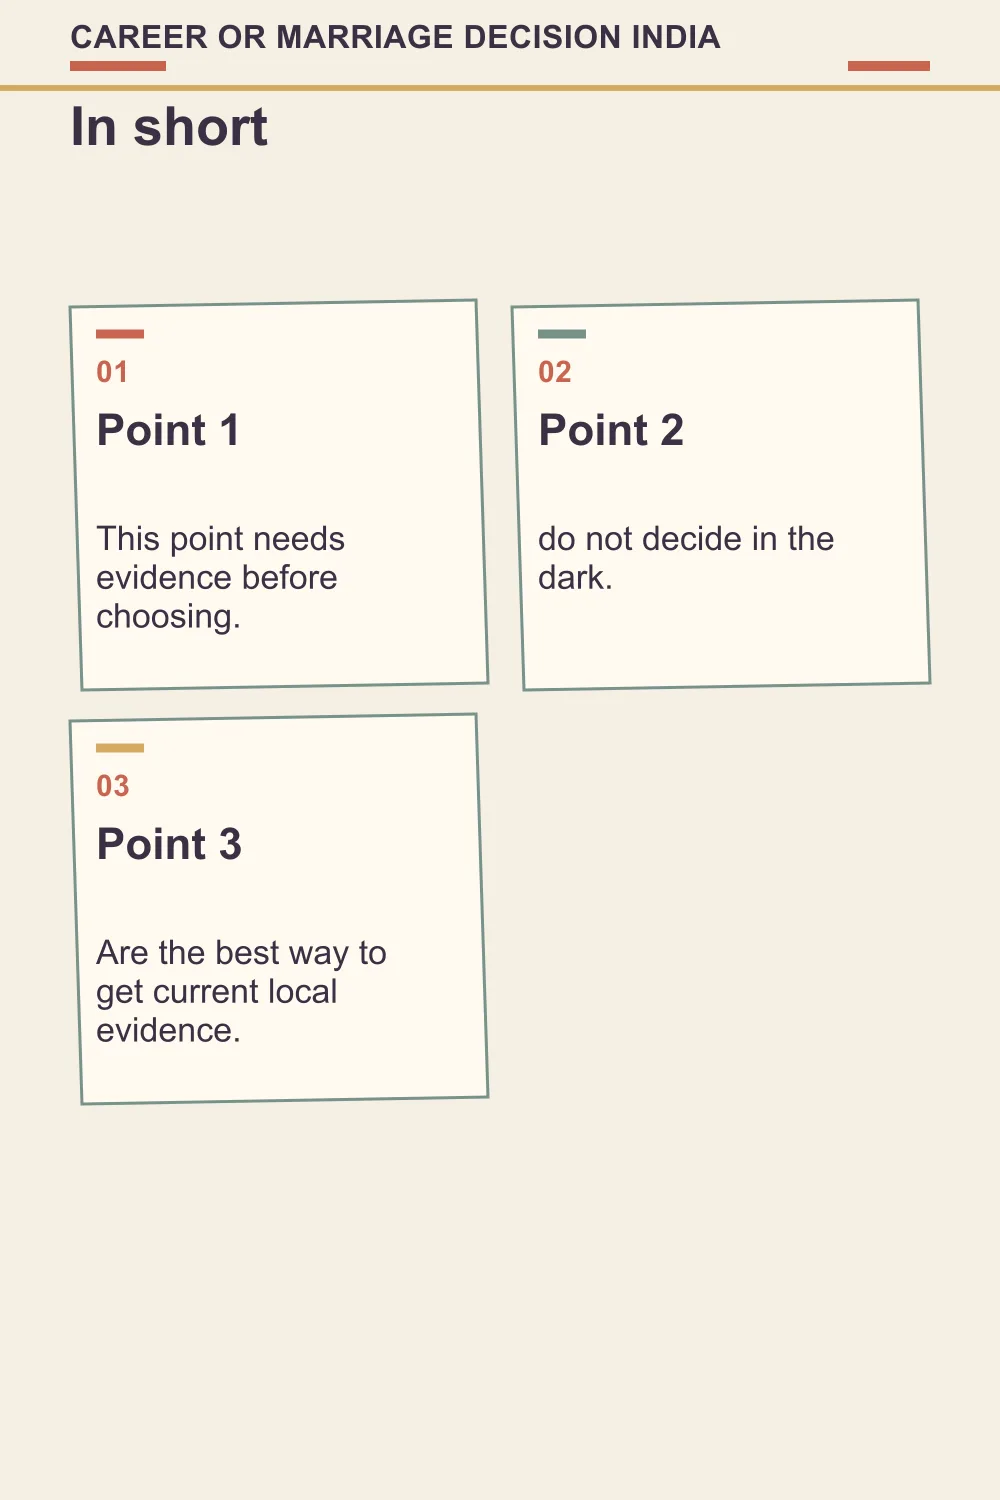 CAREER OR MARRIAGE DECISION INDIA
In short
01
Point 1
This point needs
evidence before
choosing.
02
Point 2
do not decide in the
dark.
03
Point 3
Are the best way to
get current local
evidence.